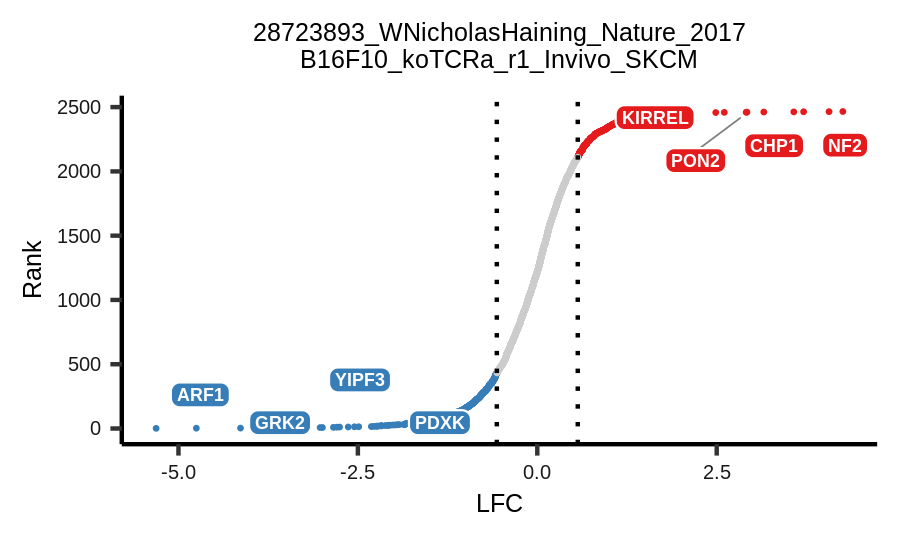 28723893_WNicholasHaining_Nature_2017
B16F10_koTCRa_r1_Invivo_SKCM
2500
2000
1500
1000
500
0
Rank
KIRREL
PON2
CHP1
NF2
YIPF3
ARF1
GRK2
PDXK
-5.0
-2.5
0.0
2.5
LFC